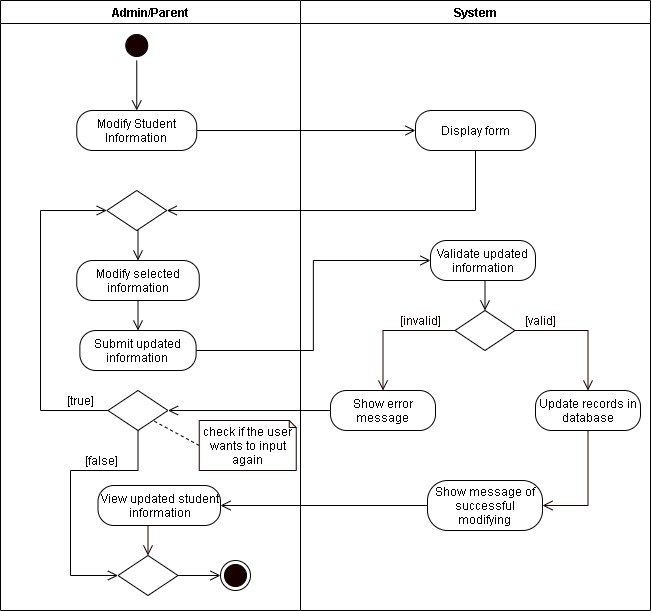 Admin/Parent
System
Modify Student
Information
Display form
Validate updated
information
Modify selected
information
[invalid]
[valid]
Submit updated
information
[true]
Show error
message
Update records in
database
check if the user
wants to input
again
[false]
View updated student
information
Show message of
successful
modifying